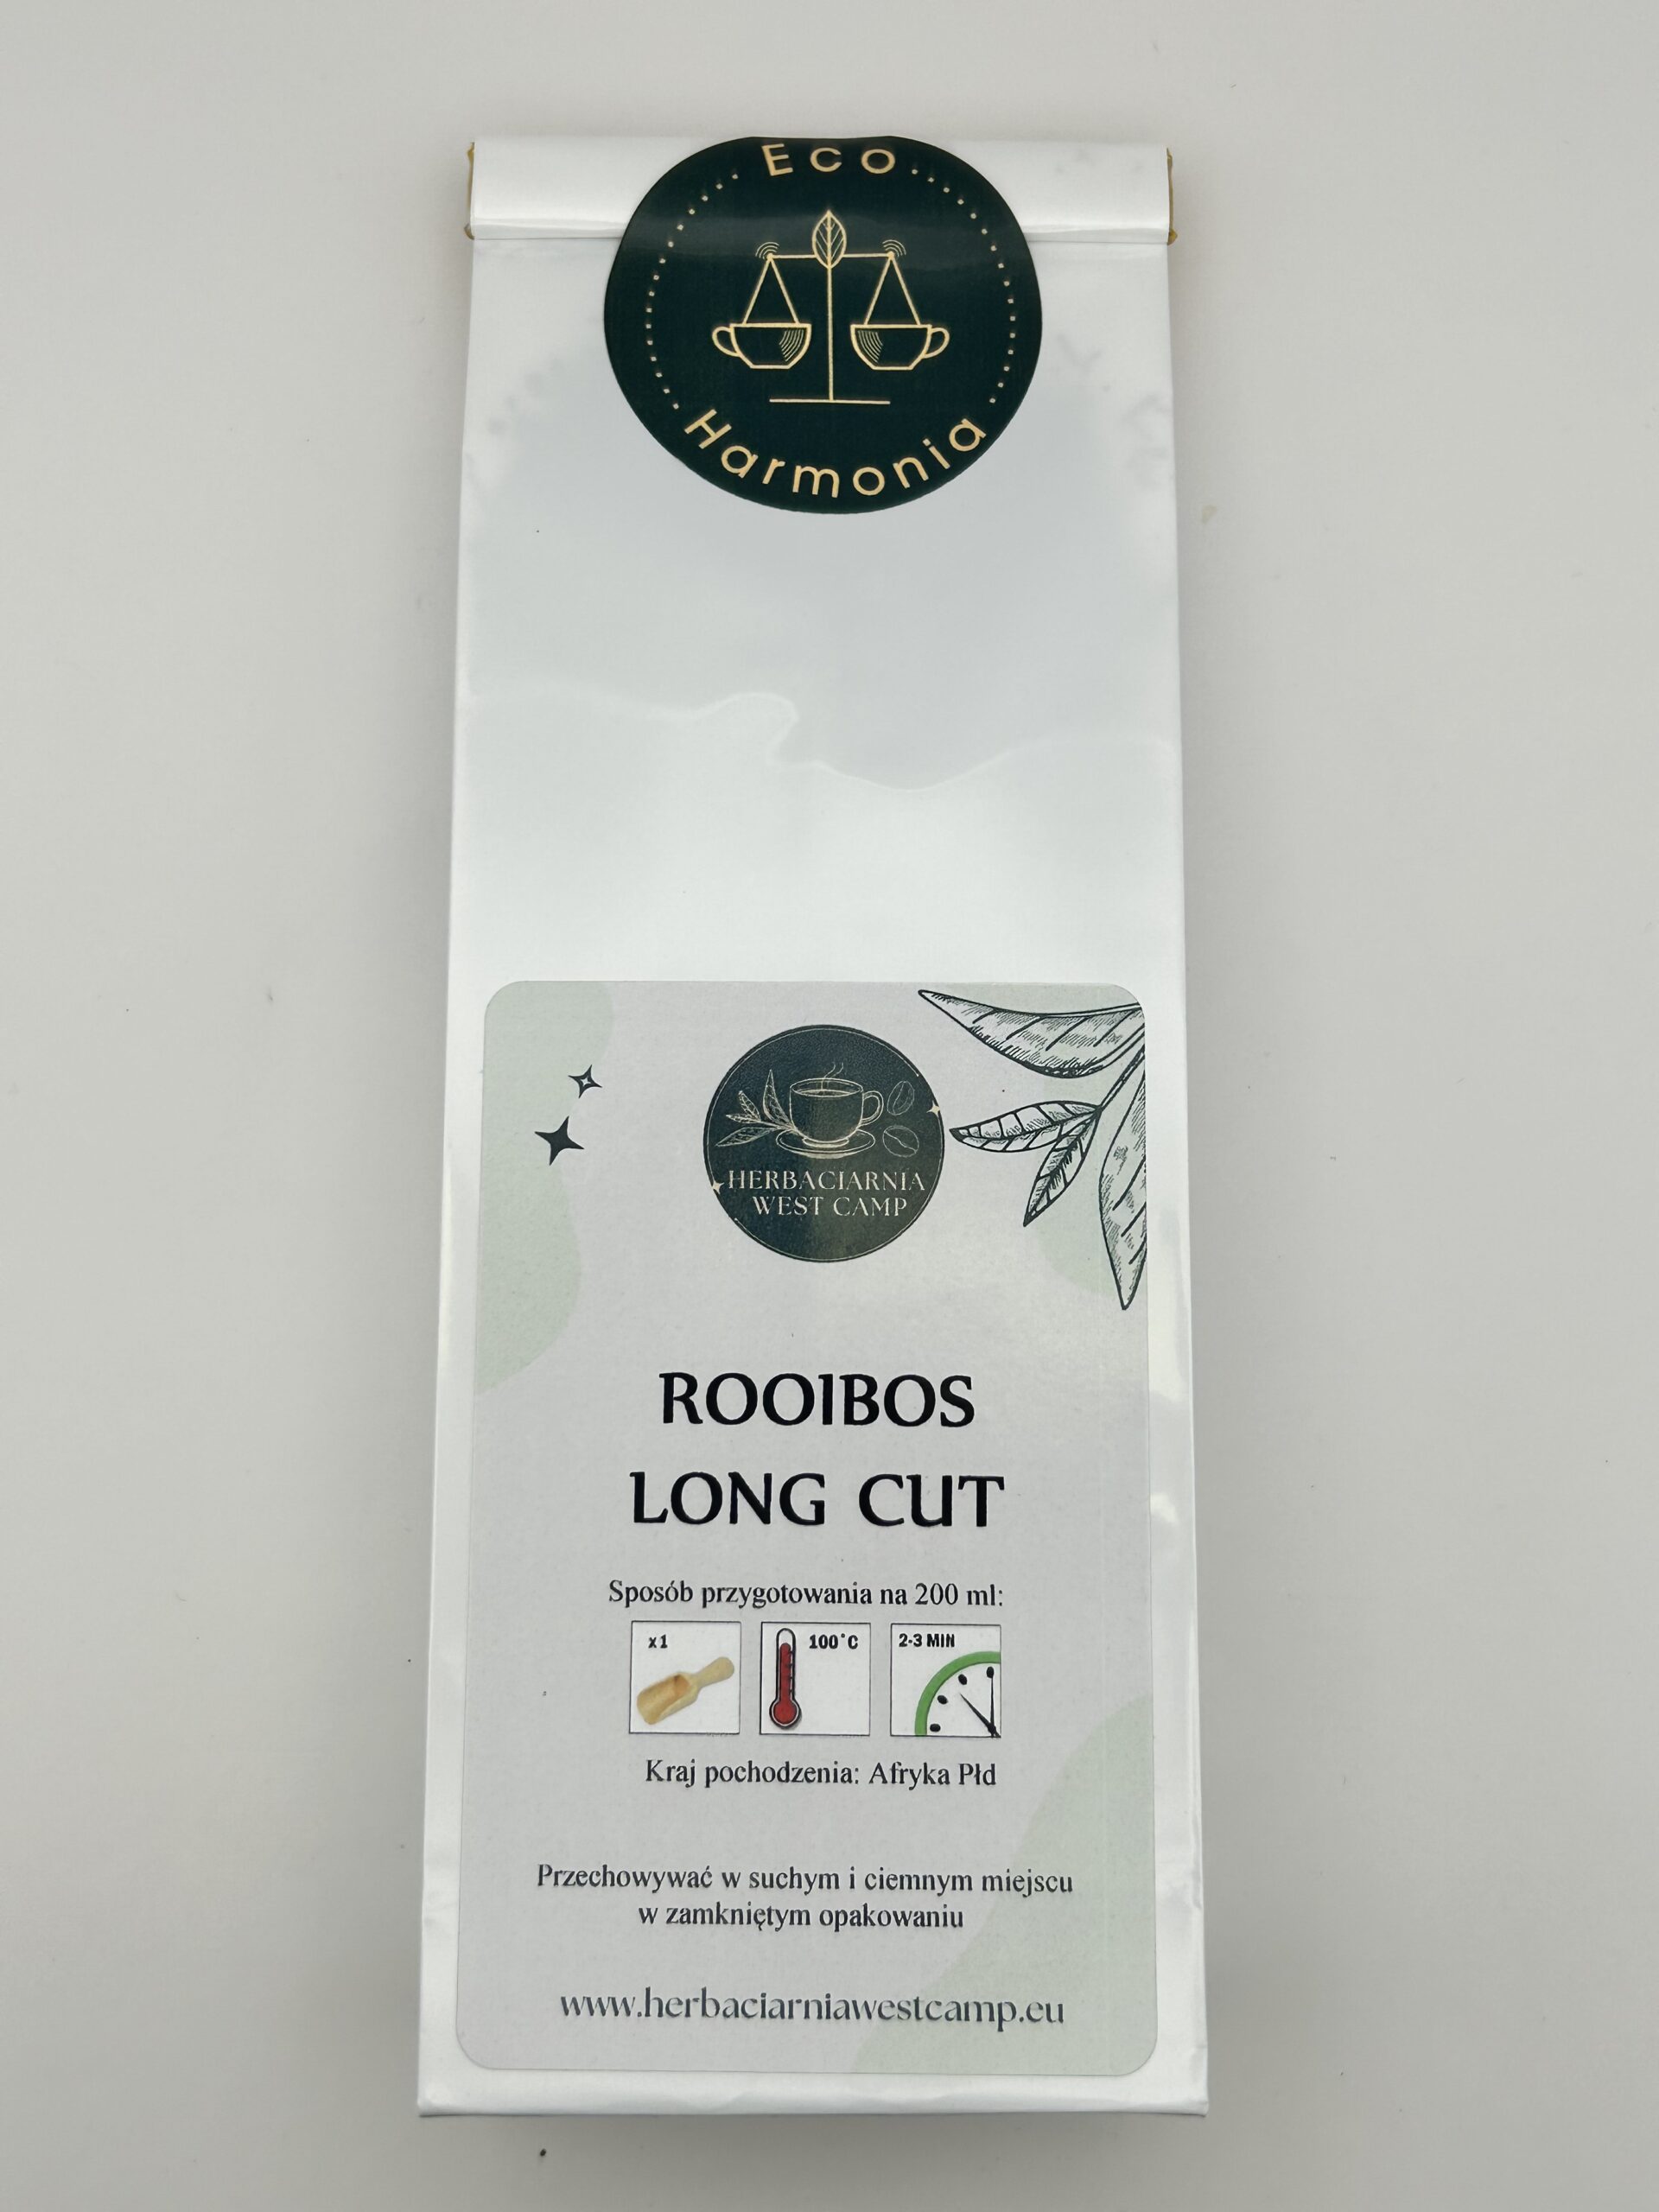 Eco
Harmonia
HERBACIARNIA
WEST CAMP
ROOIBOS
LONG CUT
Sposób przygotowania na 200 ml:
x1
100°C
2-3 MIN
Kraj pochodzenia: Afryka Płd
Przechowywać w suchym i ciemnym miejscu
w zamkniętym opakowaniu
www.herbaciarniawestcamp.eu